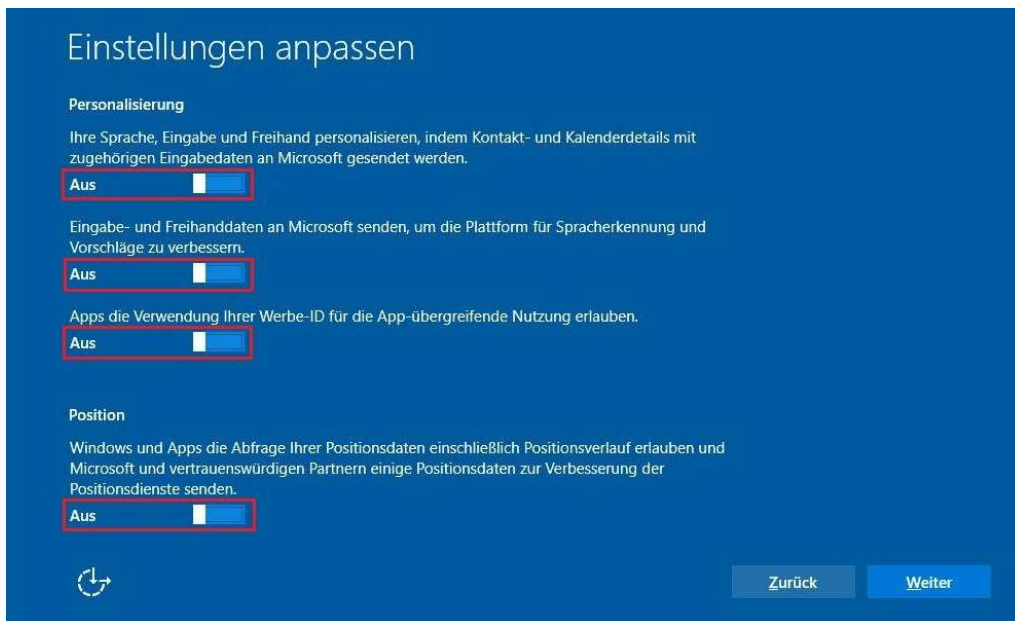 Einstellungen anpassen
Personalisierung
Ihre Sprache, Eingabe und Freihand personalisieren, indem Kontakt- und Kalenderdetails mit
zugehörigen Eingabedaten an Microsoft gesendet werden.
Aus
Eingabe- und Freihanddaten an Microsoft senden, um die Plattform für Spracherkennung und
Vorschläge zu verbessern.
Aus
Apps die Verwendung Ihrer Werbe-ID für die App-übergreifende Nutzung erlauben.
Aus
Position
Windows und Apps die Abfrage Ihrer Positionsdaten einschließlich Positionsverlauf erlauben und
Microsoft und vertrauenswürdigen Partnern einige Positionsdaten zur Verbesserung der
Positionsdienste senden.
Aus
Zurück
Weiter